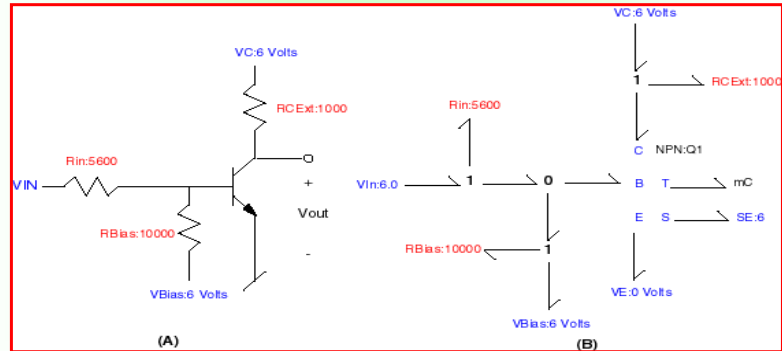 VC:6 Volts
RCExt:1000
Rin:5600
VIN
O
+
Vout
-
RBias:10000
VBias:6 Volts
(A)
VC:6 Volts
1
RCExt:1000
Rin:5600
C NPN:Q1
VIn:6.0
1
0
B T mC
E S SE:6
RBias:10000
1
VE:0 Volts
VBias:6 Volts
(B)